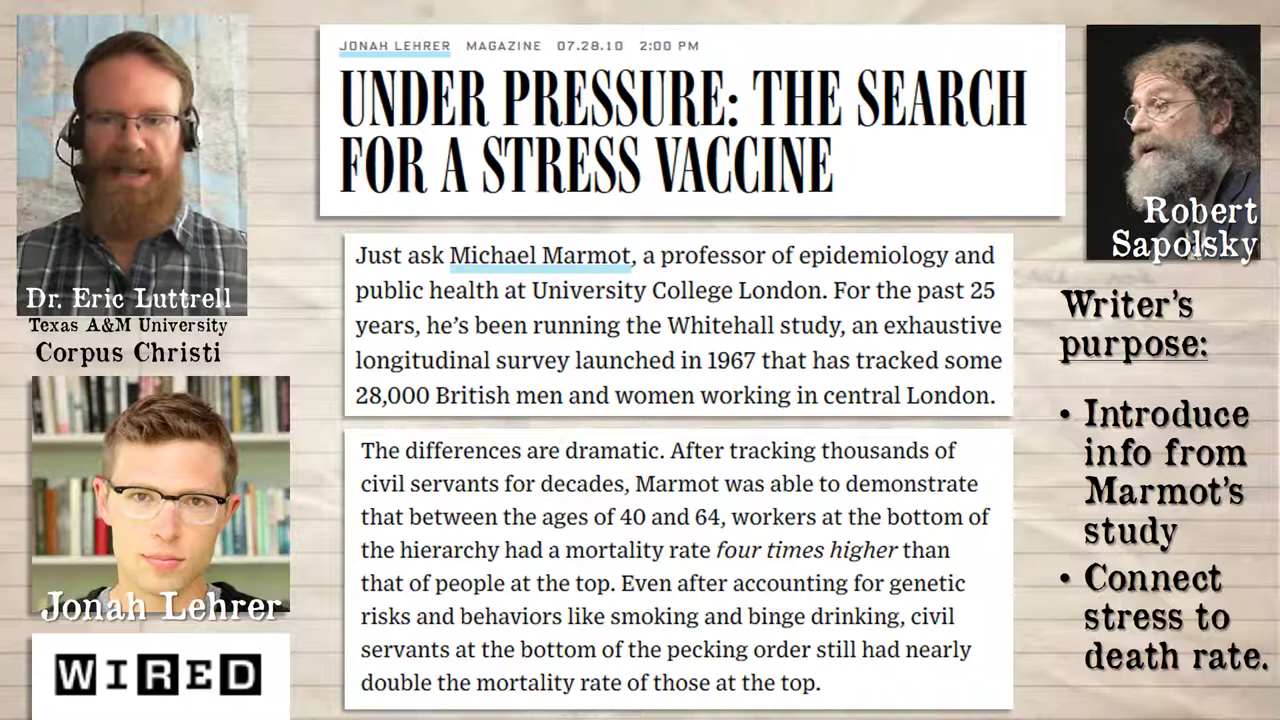 Dr. Eric Luttrell
Texas A&M University
Corpus Christi
Jonah Lehrer
WIRED
JONAH LEHRER MAGAZINE 07.28.10 2:00 PM
UNDER PRESSURE: THE SEARCH
FOR A STRESS VACCINE
Just ask Michael Marmot, a professor of epidemiology and
public health at University College London. For the past 25
years, he’s been running the Whitehall study, an exhaustive
longitudinal survey launched in 1967 that has tracked some
28,000 British men and women working in central London.
The differences are dramatic. After tracking thousands of
civil servants for decades, Marmot was able to demonstrate
that between the ages of 40 and 64, workers at the bottom of
the hierarchy had a mortality rate four times higher than
that of people at the top. Even after accounting for genetic
risks and behaviors like smoking and binge drinking, civil
servants at the bottom of the pecking order still had nearly
double the mortality rate of those at the top.
Robert
Sapolsky
Writer’s
purpose:
• Introduce
info from
Marmot’s
study
• Connect
stress to
death rate.